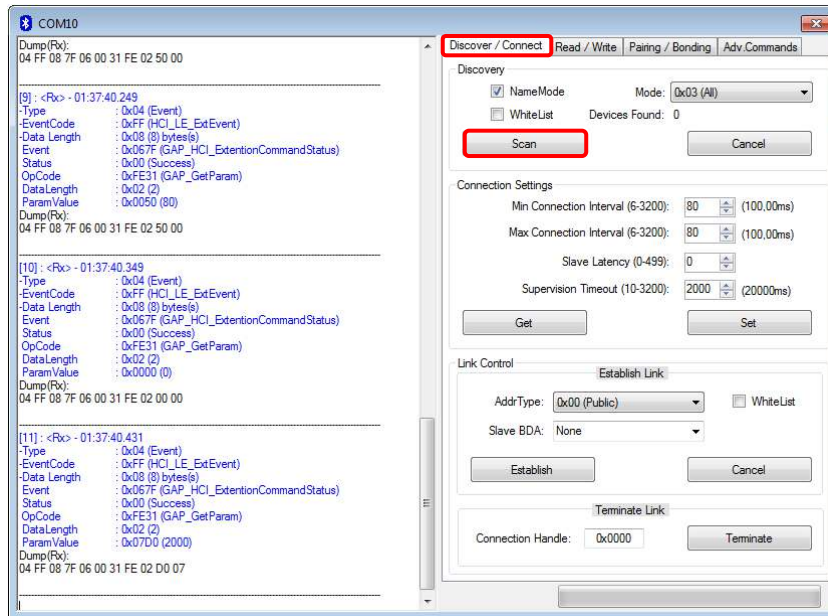 COM10
Dump(Rx):
04 FF 08 7F 06 00 31 FE 02 50 00
[9] : <Rx> - 01:37:40.249
-Type : 0x04 (Event)
-EventCode : 0xFF (HCI_LE_ExtEvent)
-Data Length : 0x08 (8) bytes(s)
Event : 0x067F (GAP_HCI_ExtentionCommandStatus)
Status : 0x00 (Success)
OpCode : 0xFE31 (GAP_GetParam)
DataLength : 0x02 (2)
ParamValue : 0x0050 (80)
Dump(Rx):
04 FF 08 7F 06 00 31 FE 02 50 00
[10] : <Rx> - 01:37:40.349
-Type : 0x04 (Event)
-EventCode : 0xFF (HCI_LE_ExtEvent)
-Data Length : 0x08 (8) bytes(s)
Event : 0x067F (GAP_HCI_ExtentionCommandStatus)
Status : 0x00 (Success)
OpCode : 0xFE31 (GAP_GetParam)
DataLength : 0x02 (2)
ParamValue : 0x0000 (0)
Dump(Rx):
04 FF 08 7F 06 00 31 FE 02 00 00
[11] : <Rx> - 01:37:40.431
-Type : 0x04 (Event)
-EventCode : 0xFF (HCI_LE_ExtEvent)
-Data Length : 0x08 (8) bytes(s)
Event : 0x067F (GAP_HCI_ExtentionCommandStatus)
Status : 0x00 (Success)
OpCode : 0xFE31 (GAP_GetParam)
DataLength : 0x02 (2)
ParamValue : 0x07D0 (2000)
Dump(Rx):
04 FF 08 7F 06 00 31 FE 02 D0 07
Discover / Connect Read / Write Pairing / Bonding Adv.Commands
Discovery
NameMode Mode: 0x03 (All)
WhiteList Devices Found: 0
Scan Cancel
Connection Settings
Min Connection Interval (6-3200): 80 (100,00ms)
Max Connection Interval (6-3200): 80 (100,00ms)
Slave Latency (0-499): 0
Supervision Timeout (10-3200): 2000 (20000ms)
Get Set
Link Control
Establish Link
AddrType: 0x00 (Public) WhiteList
Slave BDA: None
Establish Cancel
Terminate Link
Connection Handle: 0x0000 Terminate